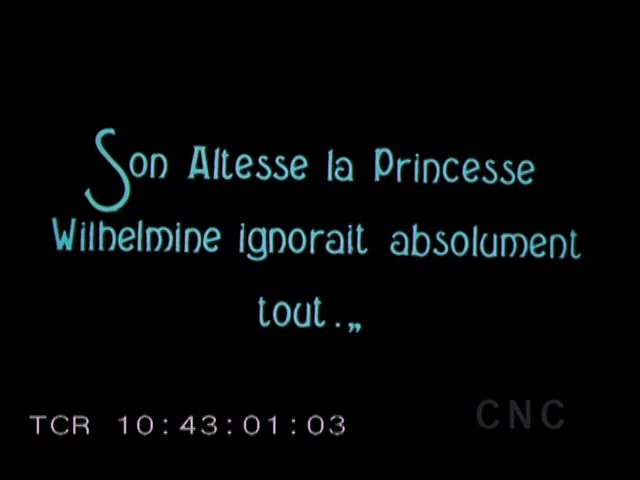 Son Altesse la Princesse
Wilhelmine ignorait absolument
tout.„
TCR 10:43:01:03
CNC